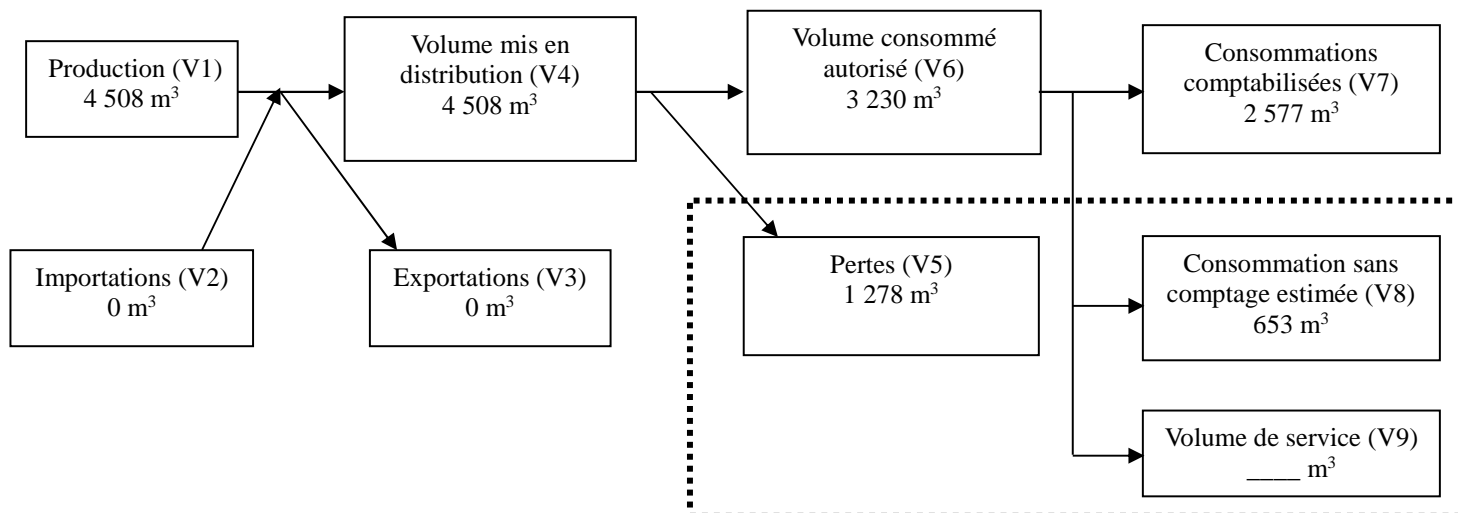 Production (V1)
4 508 m³
Volume mis en
distribution (V4)
4 508 m³
Volume consommé
autorisé (V6)
3 230 m³
Consommations
comptabilisées (V7)
2 577 m³
Importations (V2)
0 m³
Exportations (V3)
0 m³
Pertes (V5)
1 278 m³
Consommation sans
comptage estimée (V8)
653 m³
Volume de service (V9)
____ m³